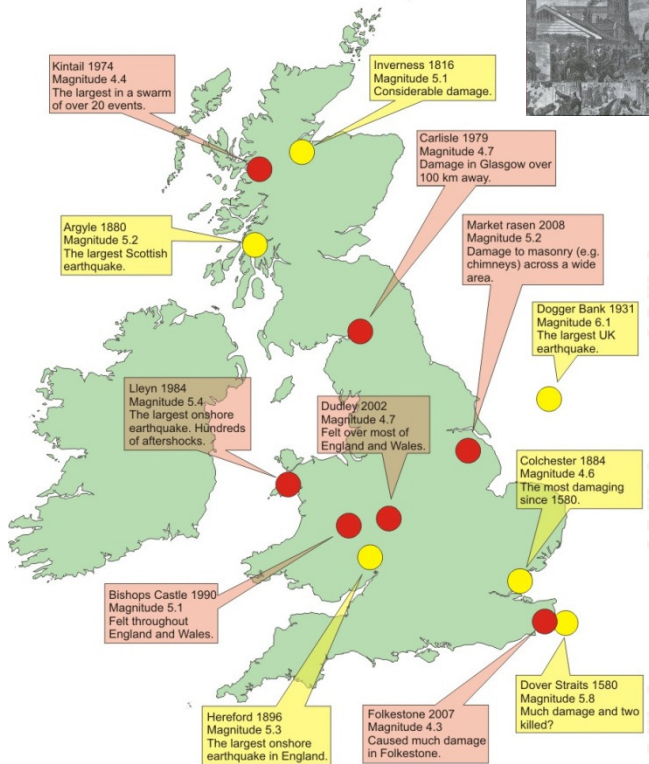 Kintail 1974
Magnitude 4.4
The largest in a swarm
of over 20 events.
Inverness 1816
Magnitude 5.1
Considerable damage.
Carlisle 1979
Magnitude 4.7
Damage in Glasgow over
100 km away.
Argyle 1880
Magnitude 5.2
The largest Scottish
earthquake.
Market rasen 2008
Magnitude 5.2
Damage to masonry (e.g.
chimneys) across a wide
area.
Dogger Bank 1931
Magnitude 6.1
The largest UK
earthquake.
Lleyn 1984
Magnitude 5.4
The largest onshore
earthquake. Hundreds
of aftershocks.
Dudley 2002
Magnitude 4.7
Felt over most of
England and Wales.
Colchester 1884
Magnitude 4.6
The most damaging
since 1580.
Bishops Castle 1990
Magnitude 5.1
Felt throughout
England and Wales.
Hereford 1896
Magnitude 5.3
The largest onshore
earthquake in England.
Folkestone 2007
Magnitude 4.3
Caused much damage
in Folkestone.
Dover Straits 1580
Magnitude 5.8
Much damage and two
killed?